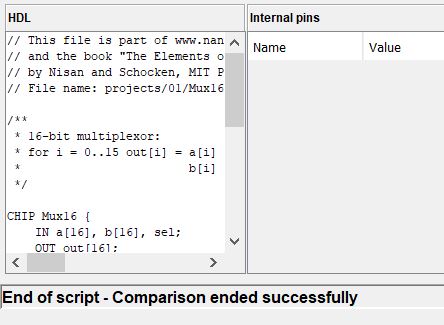 HDL
// This file is part of www.nan
// and the book "The Elements o
// by Nisan and Schocken, MIT P
// File name: projects/01/Mux16
/**
* 16-bit multiplexor:
* for i = 0..15 out[i] = a[i]
* b[i]
*/
CHIP Mux16 {
IN a[16], b[16], sel;
OUT out[16];
Internal pins
Name Value
End of script - Comparison ended successfully